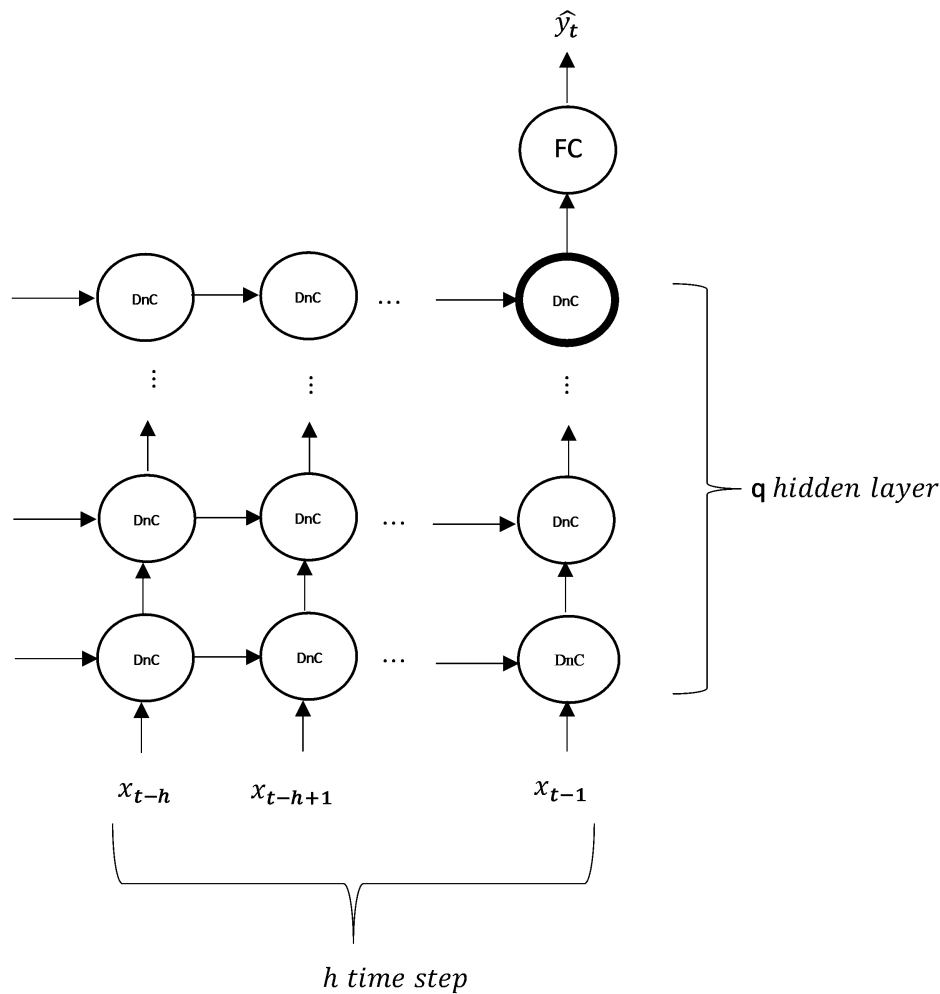 ŷₜ
FC
DnC DnC ... DnC
⋮ ⋮ ⋮
DnC DnC ... DnC
q hidden layer
DnC DnC ... DnC
xₜ₋ₕ xₜ₋ₕ₊₁ xₜ₋₁
h time step